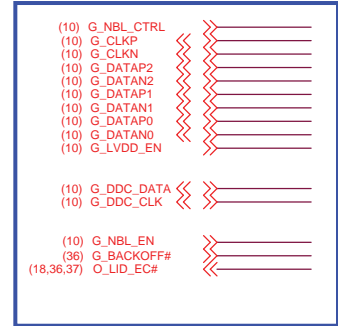 (10) G_NBL_CTRL
(10) G_CLKP
(10) G_CLKN
(10) G_DATAP2
(10) G_DATAN2
(10) G_DATAP1
(10) G_DATAN1
(10) G_DATAP0
(10) G_DATAN0
(10) G_LVDD_EN
(10) G_DDC_DATA
(10) G_DDC_CLK
(10) G_NBL_EN
(36) G_BACKOFF#
(18,36,37) O_LID_EC#